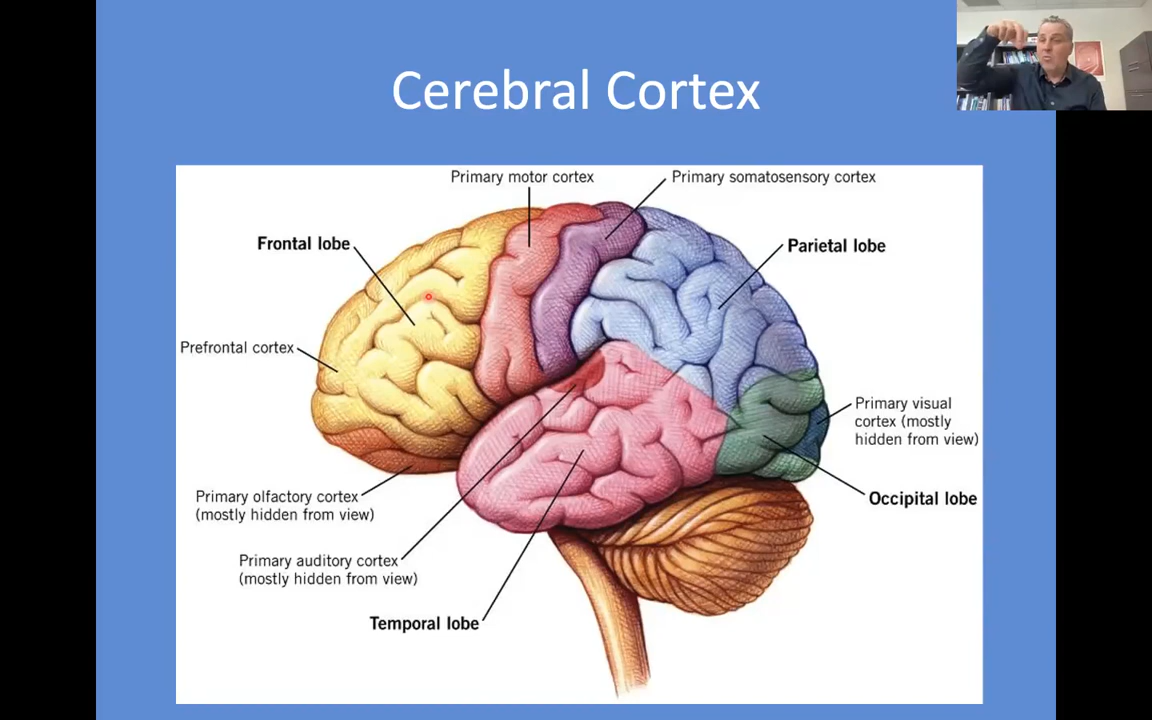 Cerebral Cortex
Primary motor cortex
Primary somatosensory cortex
Frontal lobe
Parietal lobe
Prefrontal cortex
Primary visual
cortex (mostly
hidden from view)
Primary olfactory cortex
(mostly hidden from view)
Occipital lobe
Primary auditory cortex
(mostly hidden from view)
Temporal lobe